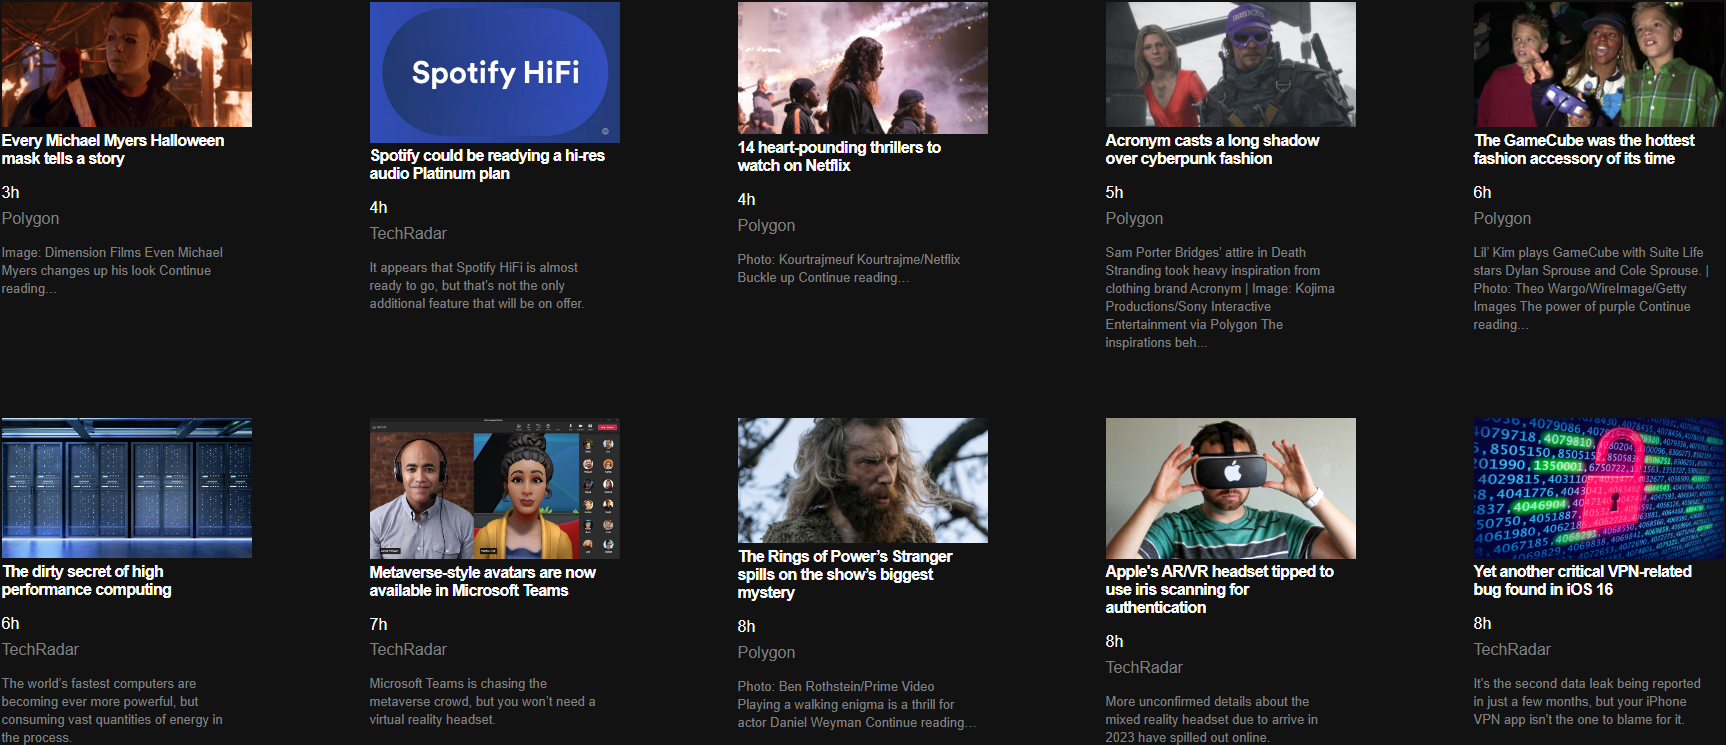 Spotify HiFi
BRIDGES
Every Michael Myers Halloween
mask tells a story
3h
Polygon
Image: Dimension Films Even Michael
Myers changes up his look Continue
reading...
Spotify could be readying a hi-res
audio Platinum plan
4h
TechRadar
It appears that Spotify HiFi is almost
ready to go, but that's not the only
additional feature that will be on offer.
14 heart-pounding thrillers to
watch on Netflix
4h
Polygon
Photo: Kourtrajmeuf Kourtrajme/Netflix
Buckle up Continue reading...
Acronym casts a long shadow
over cyberpunk fashion
5h
Polygon
Sam Porter Bridges’ attire in Death
Stranding took heavy inspiration from
clothing brand Acronym | Image: Kojima
Productions/Sony Interactive
Entertainment via Polygon The
inspirations beh...
The GameCube was the hottest
fashion accessory of its time
6h
Polygon
Lil’ Kim plays GameCube with Suite Life
stars Dylan Sprouse and Cole Sprouse. |
Photo: Theo Wargo/WireImage/Getty
Images The power of purple Continue
reading...
The dirty secret of high
performance computing
6h
TechRadar
The world’s fastest computers are
becoming ever more powerful, but
consuming vast quantities of energy in
the process.
Metaverse-style avatars are now
available in Microsoft Teams
7h
TechRadar
Microsoft Teams is chasing the
metaverse crowd, but you won’t need a
virtual reality headset.
The Rings of Power’s Stranger
spills on the show’s biggest
mystery
8h
Polygon
Photo: Ben Rothstein/Prime Video
Playing a walking enigma is a thrill for
actor Daniel Weyman Continue reading...
Apple's AR/VR headset tipped to
use iris scanning for
authentication
8h
TechRadar
More unconfirmed details about the
mixed reality headset due to arrive in
2023 have spilled out online.
Yet another critical VPN-related
bug found in iOS 16
8h
TechRadar
It's the second data leak being reported
in just a few months, but your iPhone
VPN app isn't the one to blame for it.